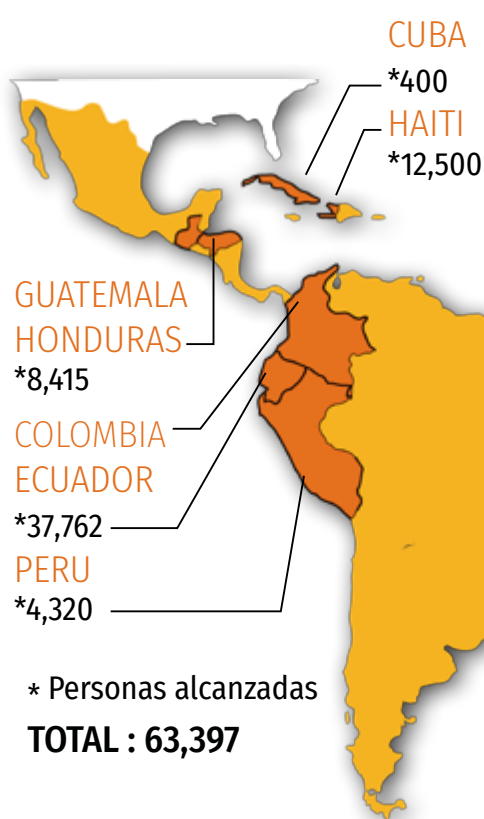 CUBA
*400
HAITI
*12,500
GUATEMALA
HONDURAS
*8,415
COLOMBIA
ECUADOR
*37,762
PERU
*4,320
* Personas alcanzadas
TOTAL : 63,397